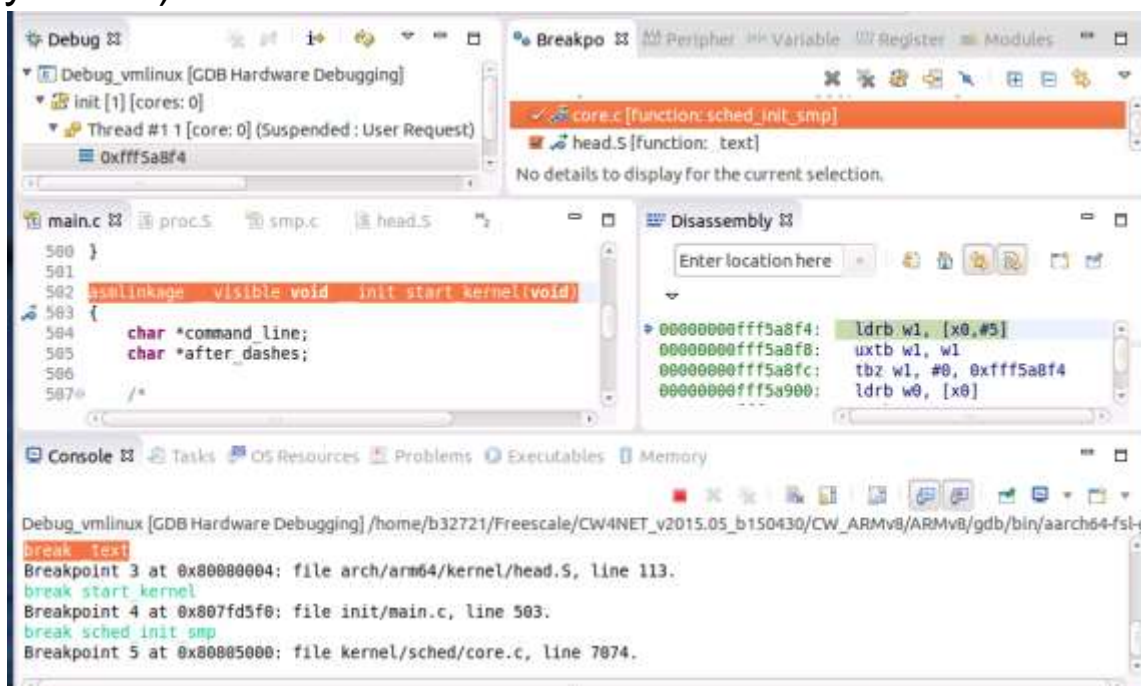 Debug
Breakpo Peripher Variable Register Modules
Debug_vmlinux [GDB Hardware Debugging]
init [1] [cores: 0]
Thread #1 1 [core: 0] (Suspended : User Request)
0xfff5a8f4
core.c [function: sched_init_smp]
head.S [function: text]
No details to display for the current selection.
main.c proc.S smp.c head.S
500 }
501
502 asmlinkage visible void init start_kernel(void)
503 {
504 char *command_line;
505 char *after_dashes;
506
507 /*
Disassembly
Enter location here
00000000fff5a8f4: ldrb w1, [x0,#5]
00000000fff5a8f8: uxtb w1, w1
00000000fff5a8fc: tbz w1, #0, 0xfff5a8f4
00000000fff5a900: ldrb w0, [x0]
Console Tasks OS Resources Problems Executables Memory
Debug_vmlinux [GDB Hardware Debugging] /home/b32721/Freescale/CW4NET_v2015.05_b150430/CW_ARMv8/ARMv8/gdb/bin/aarch64-fsl-
break text
Breakpoint 3 at 0x80080004: file arch/arm64/kernel/head.S, line 113.
break start_kernel
Breakpoint 4 at 0x807fd5f0: file init/main.c, line 503.
break sched_init_smp
Breakpoint 5 at 0x80805000: file kernel/sched/core.c, line 7074.